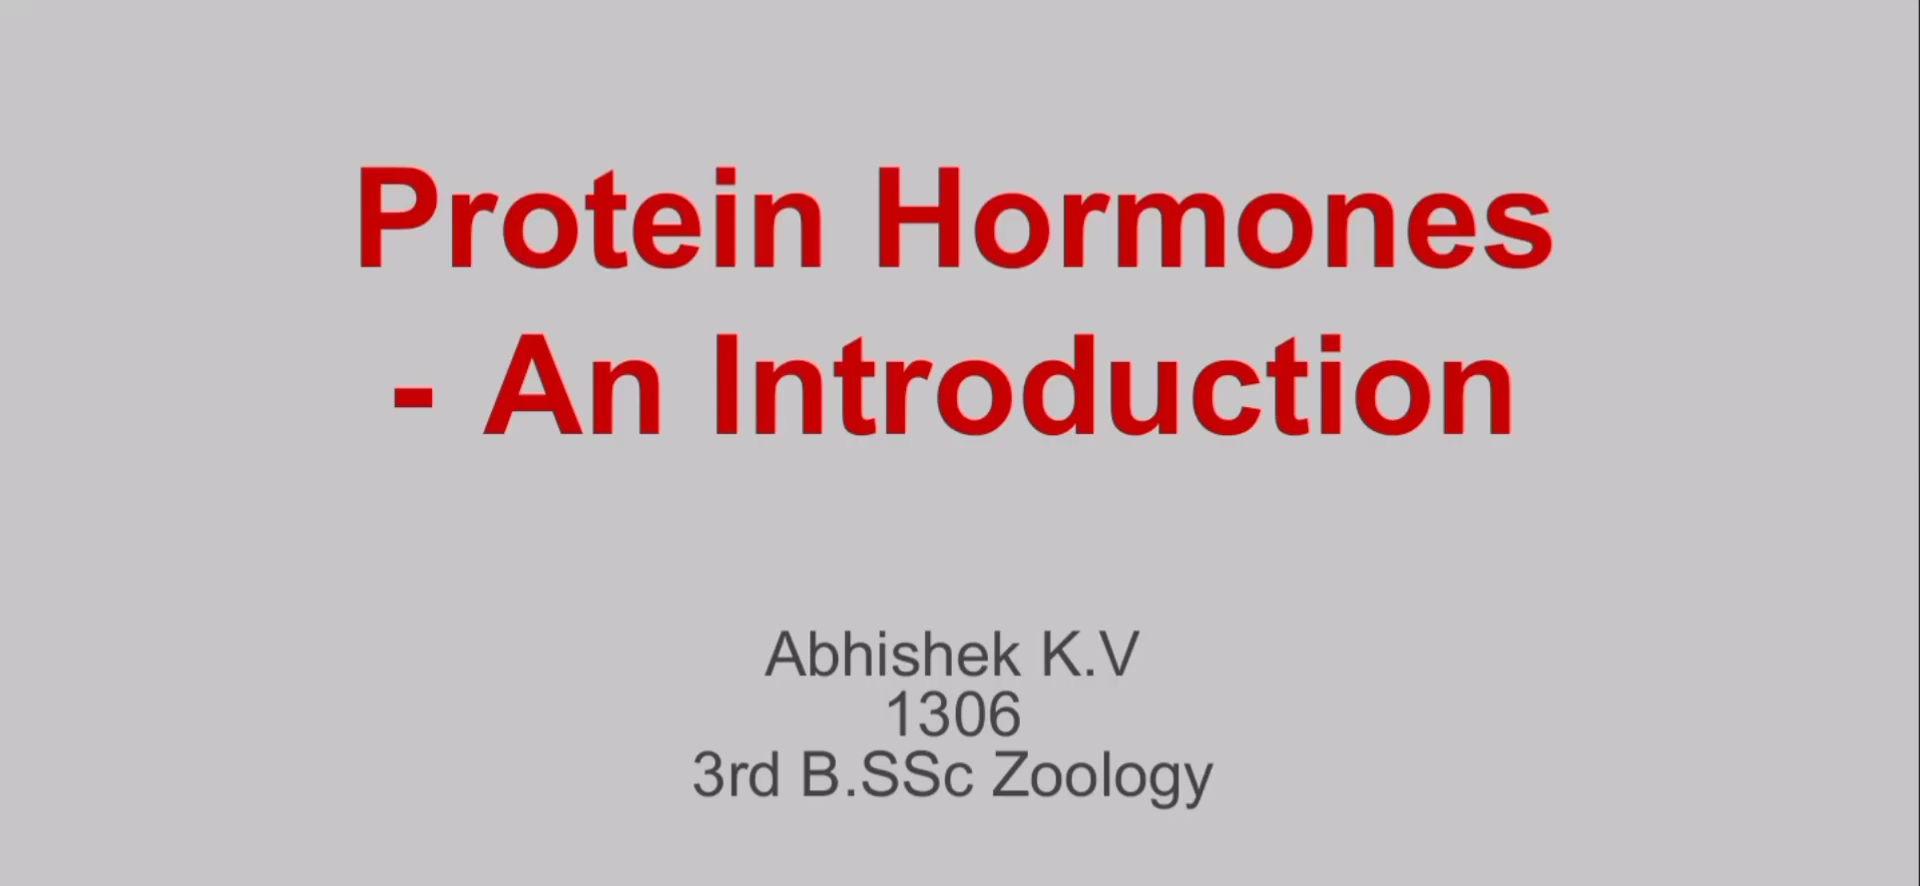 Protein Hormones
- An Introduction
Abhishek K.V
1306
3rd B.SSc Zoology